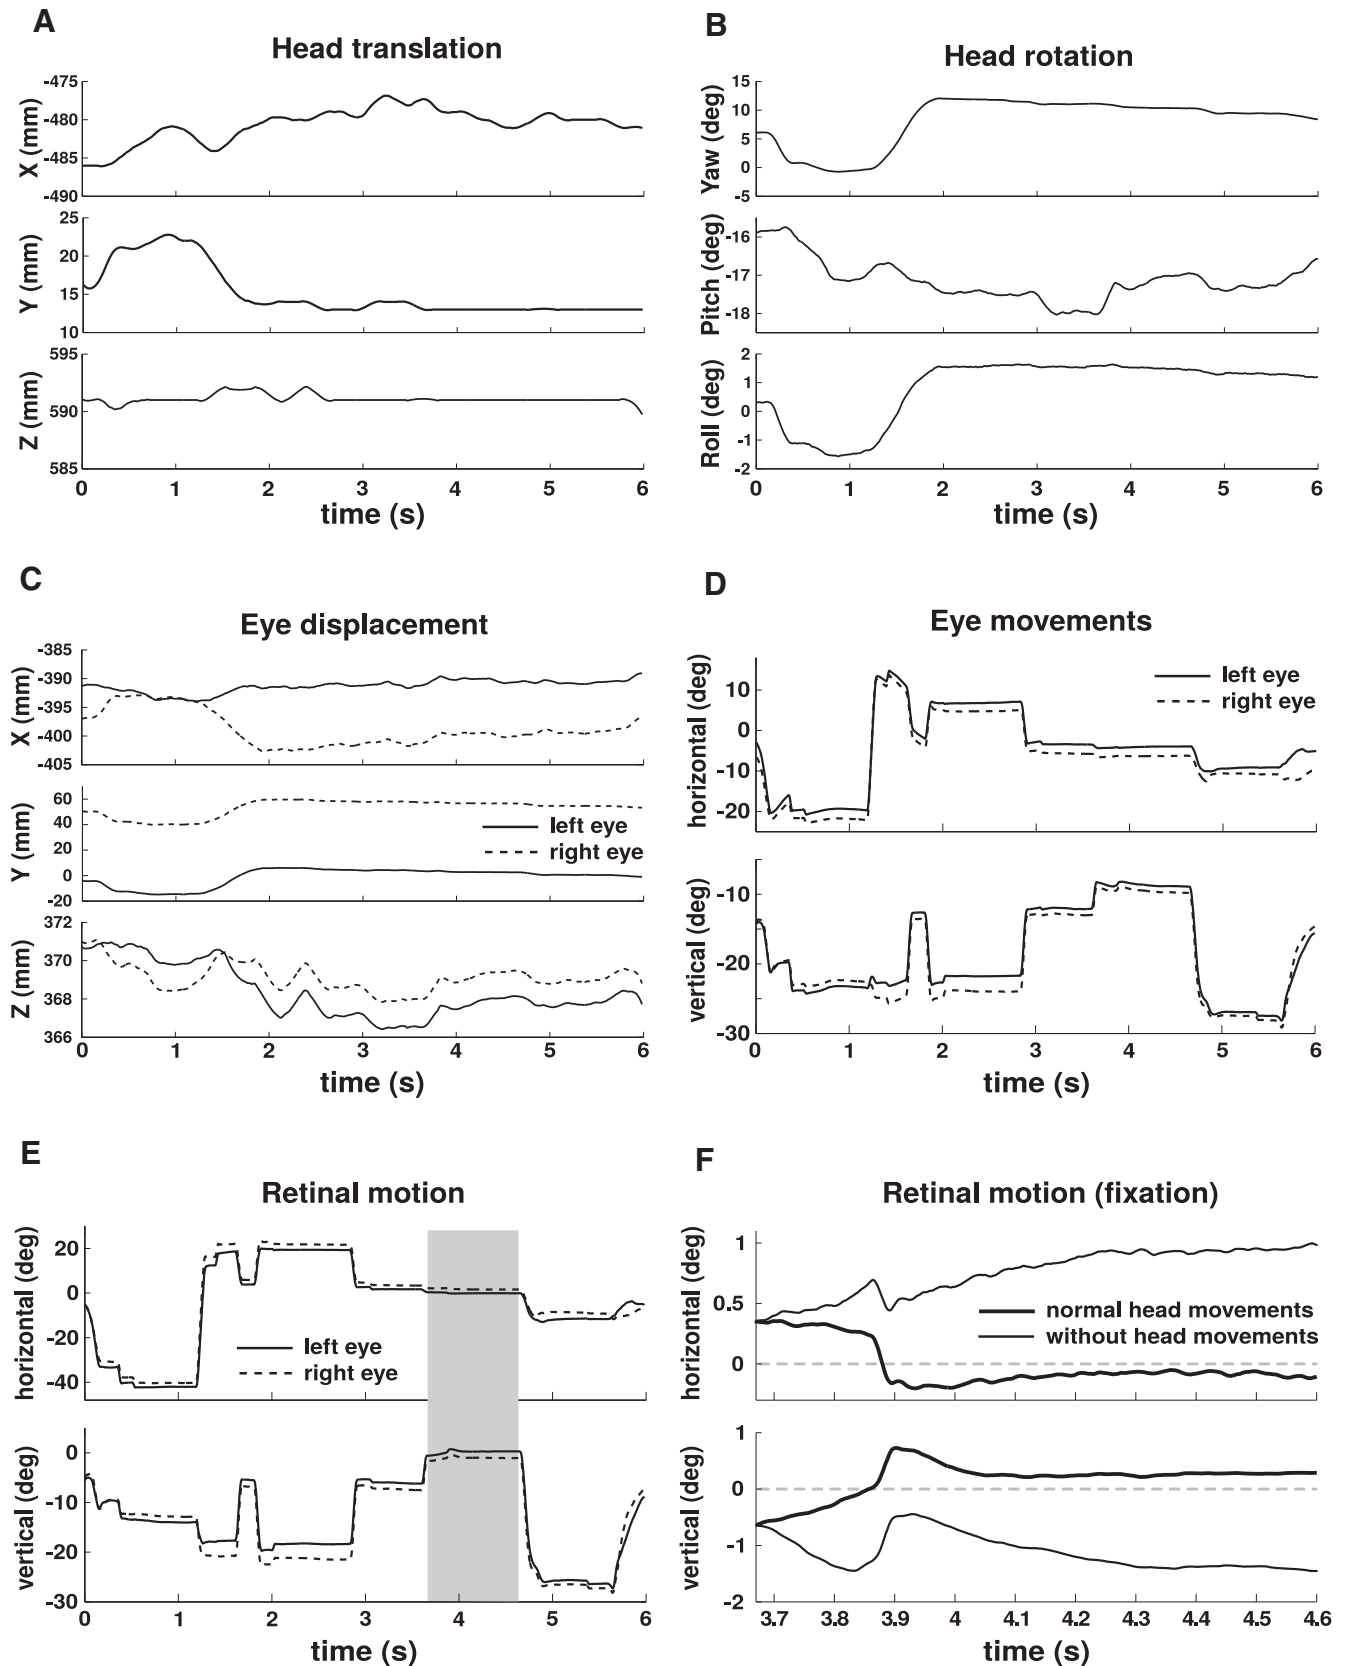 A
Head translation
X (mm)
-475
-480
-485
-490
Y (mm)
25
20
15
10
Z (mm)
595
590
585
0 1 2 3 4 5 6
time (s)
B
Head rotation
Yaw (deg)
15
10
5
0
-5
Pitch (deg)
-16
-17
-18
Roll (deg)
2
1
0
-1
-2
0 1 2 3 4 5 6
time (s)
C
Eye displacement
X (mm)
-385
-390
-395
-400
-405
Y (mm)
60
40
20
0
-20
left eye
right eye
Z (mm)
372
370
368
366
0 1 2 3 4 5 6
time (s)
D
Eye movements
horizontal (deg)
10
0
-10
-20
left eye
right eye
vertical (deg)
-10
-20
-30
0 1 2 3 4 5 6
time (s)
E
Retinal motion
horizontal (deg)
20
0
-20
-40
left eye
right eye
vertical (deg)
0
-10
-20
-30
0 1 2 3 4 5 6
time (s)
F
Retinal motion (fixation)
horizontal (deg)
1
0.5
0
normal head movements
without head movements
vertical (deg)
1
0
-1
-2
3.7 3.8 3.9 4 4.1 4.2 4.3 4.4 4.5 4.6
time (s)